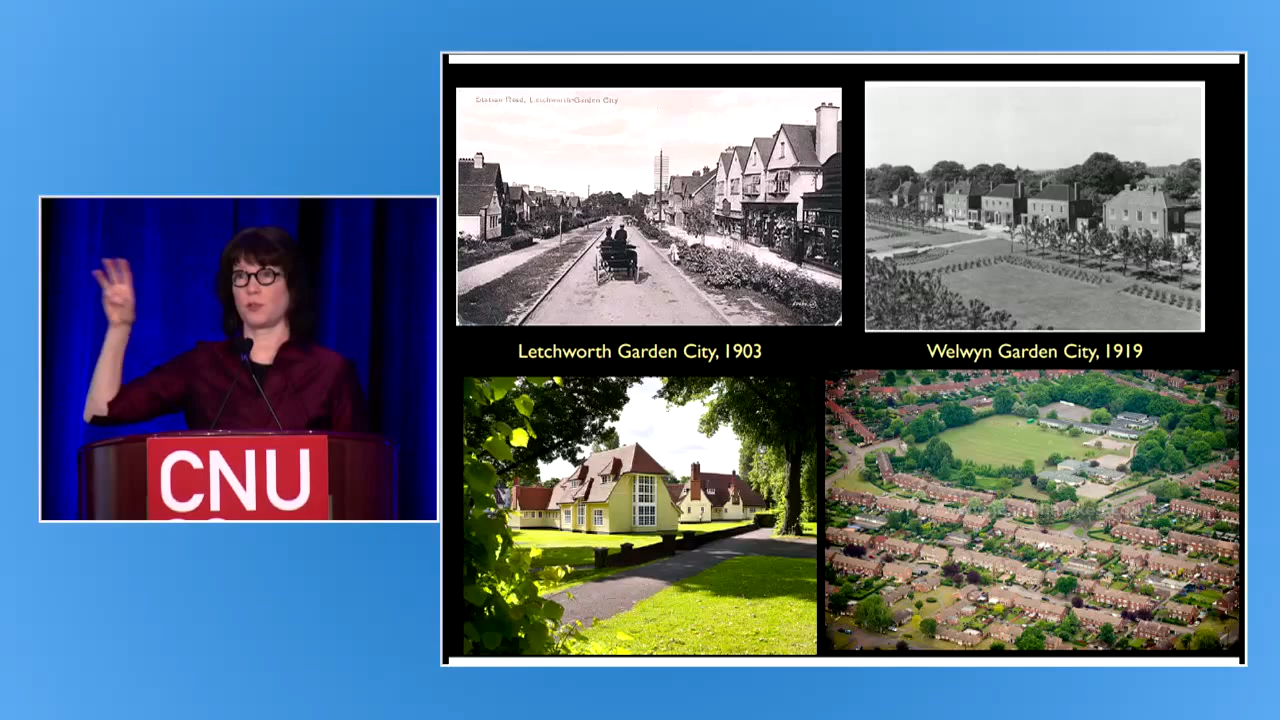 Station Road, Letchworth Garden City
Letchworth Garden City, 1903
Welwyn Garden City, 1919
CNU